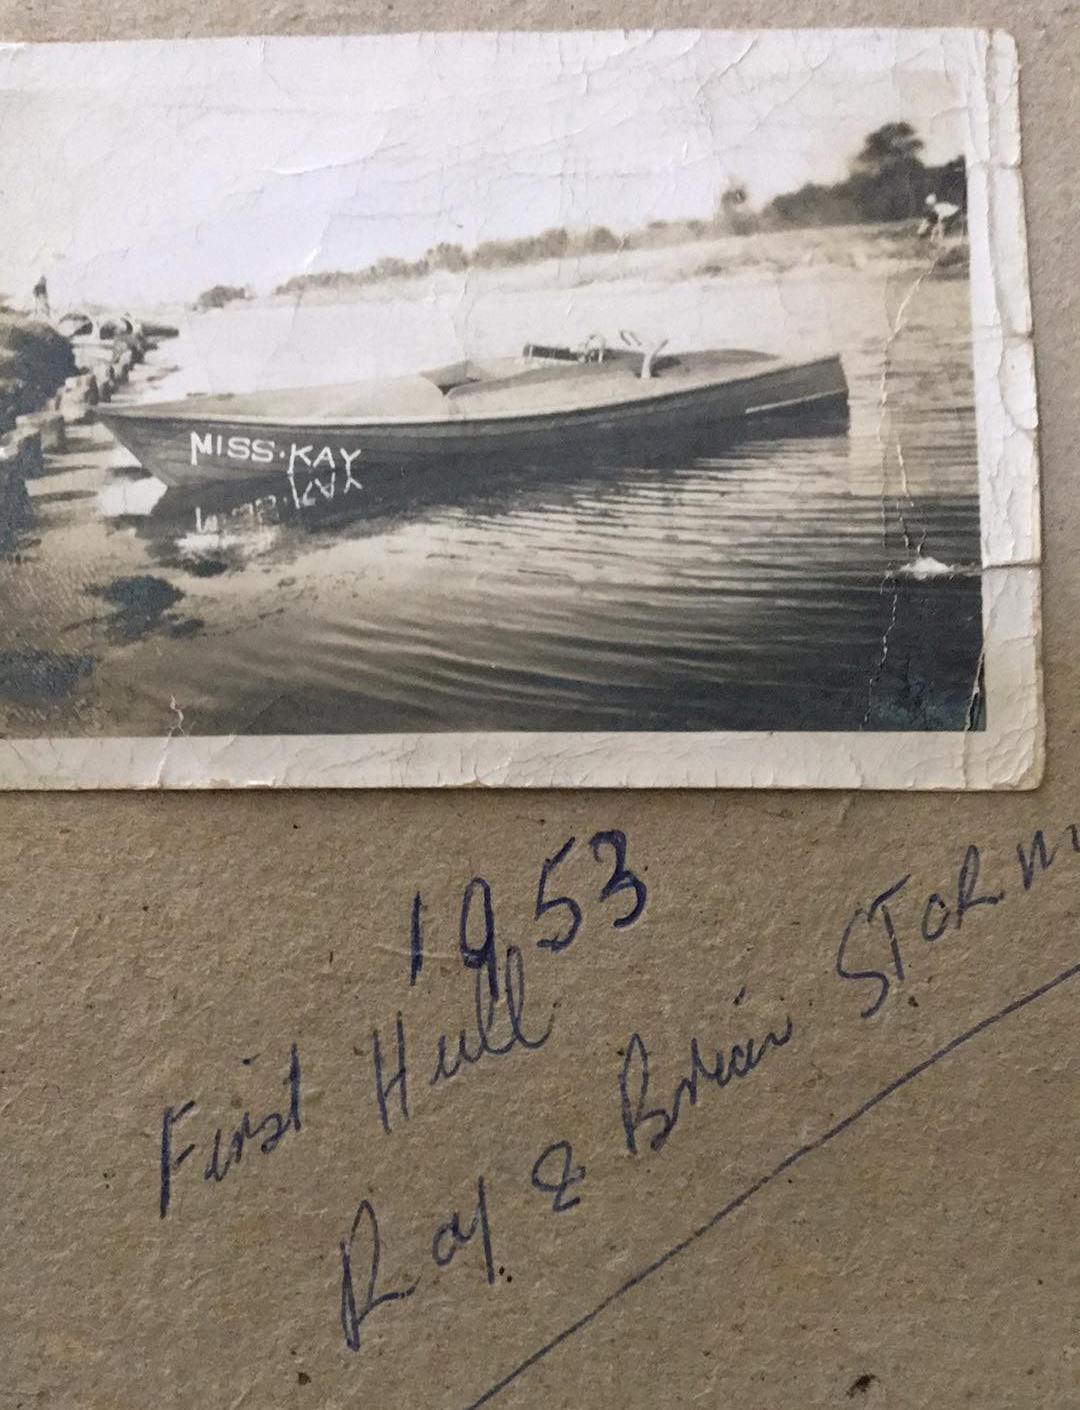 MISS·KAY
1953
First Hull
Ray & Brian